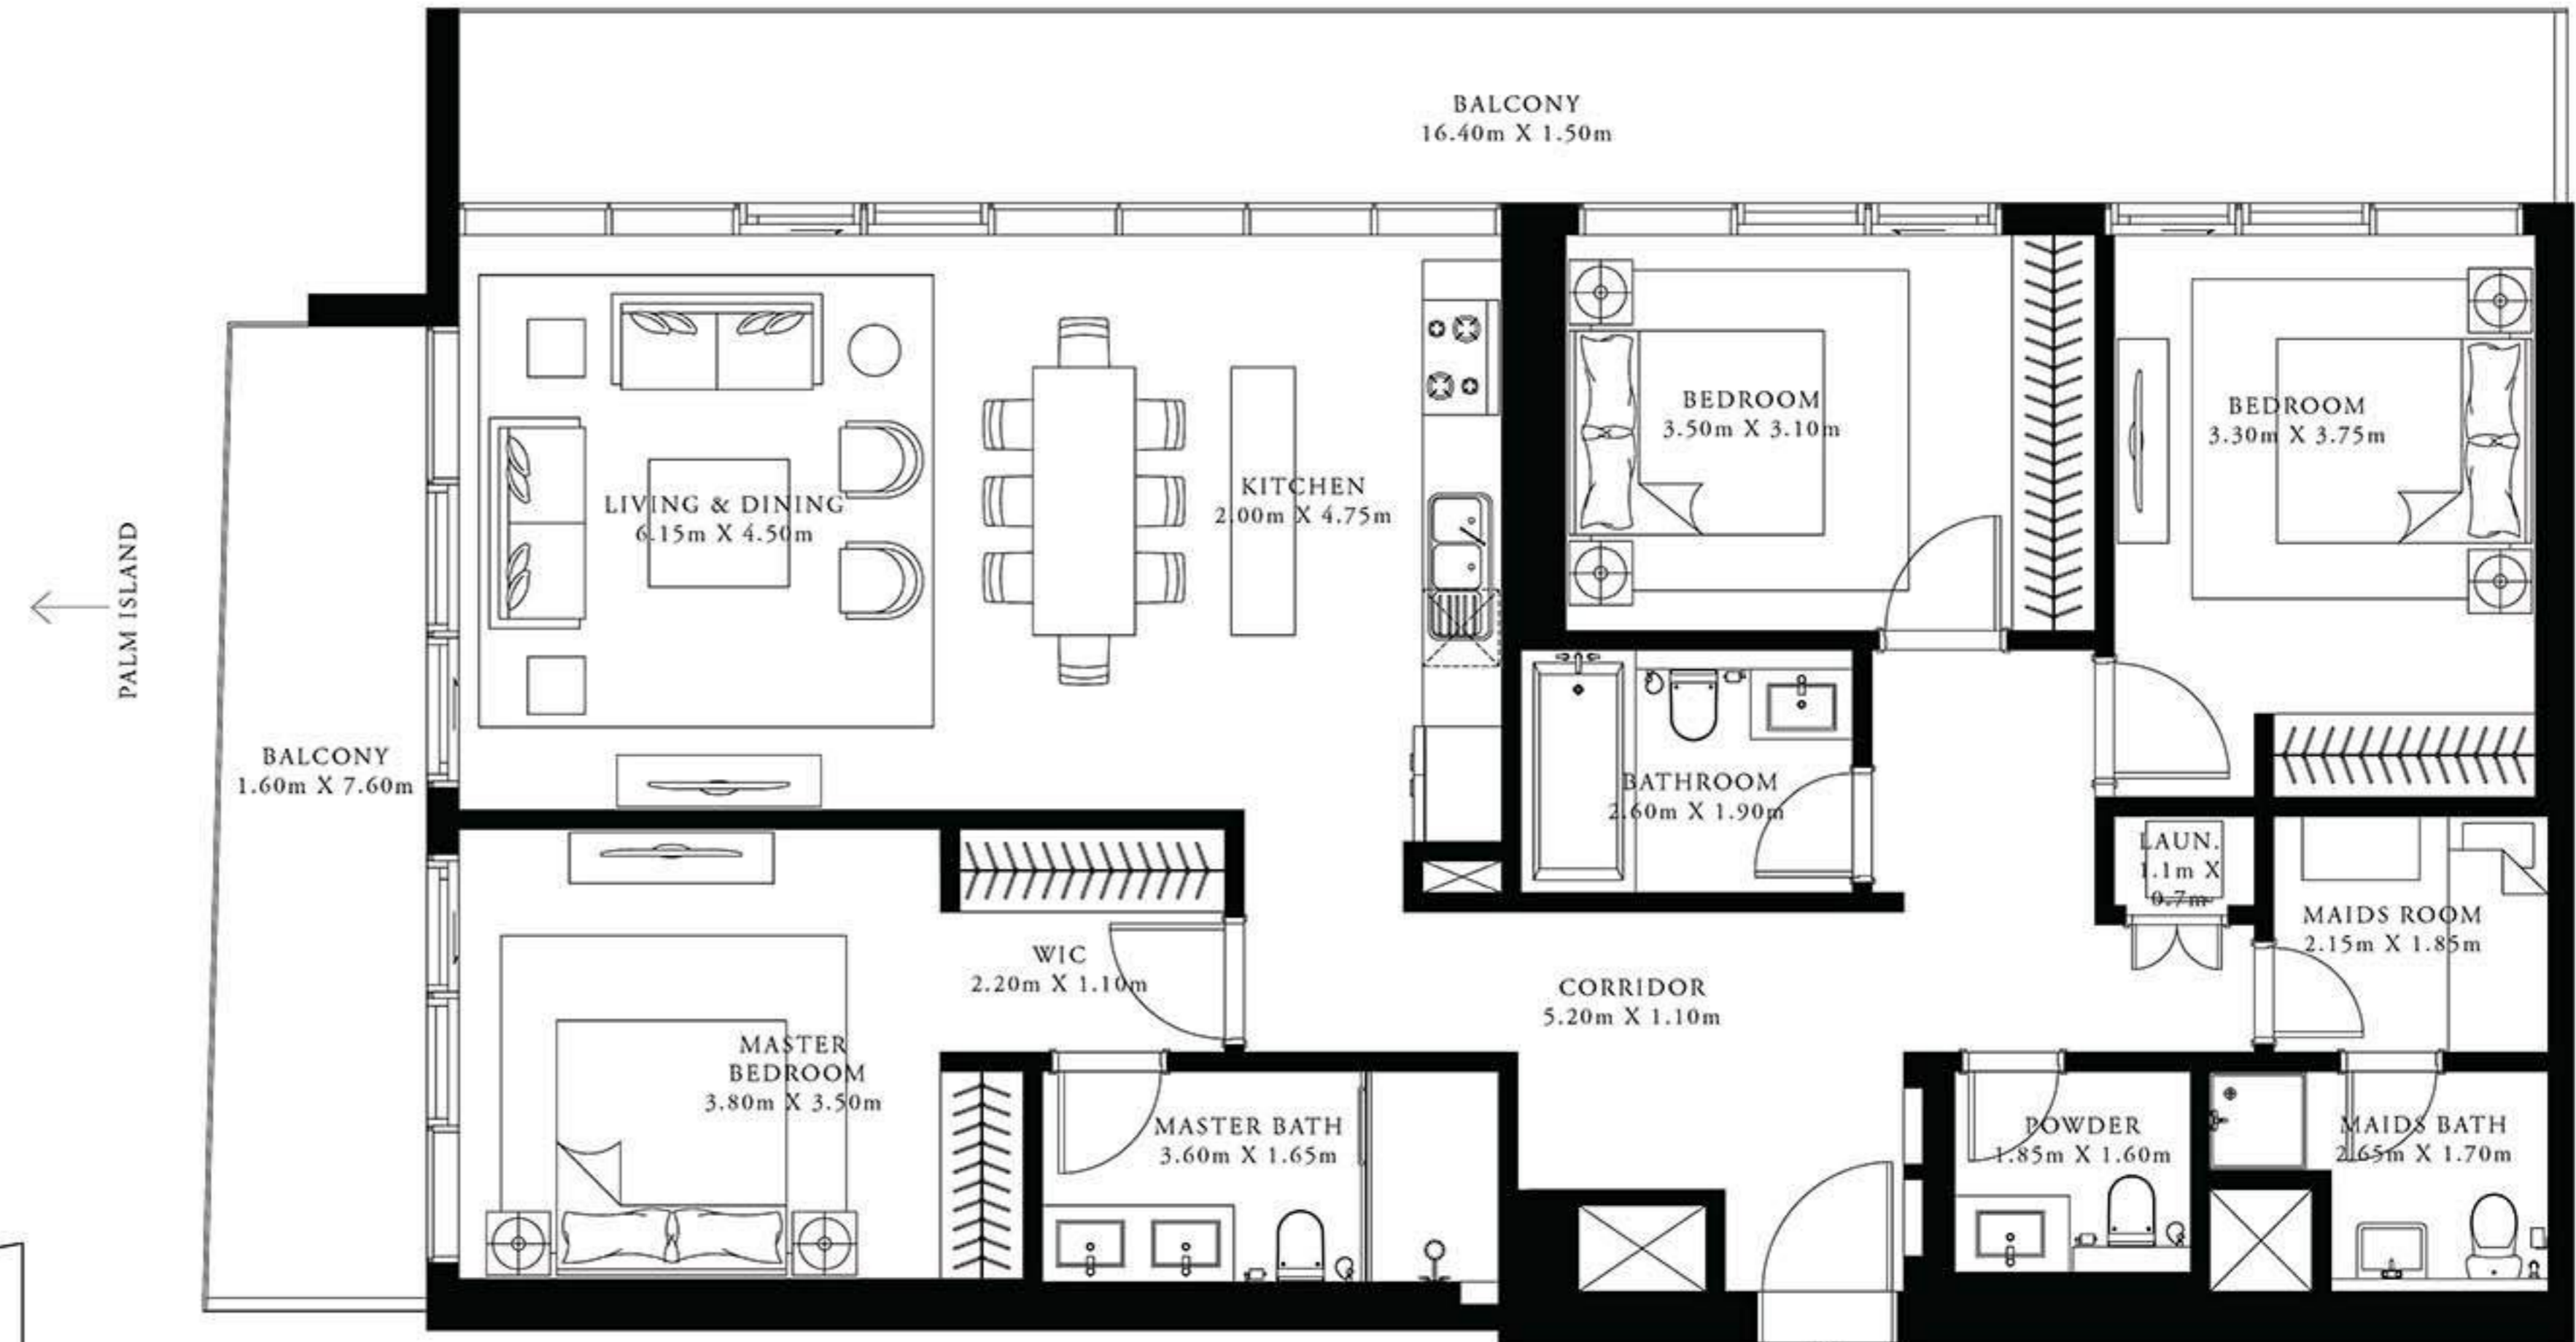 BALCONY
16.40m X 1.50m
BEDROOM
3.50m X 3.10m
BEDROOM
3.30m X 3.75m
LIVING & DINING
6.15m X 4.50m
KITCHEN
2.00m X 4.75m
PALM ISLAND
BALCONY
1.60m X 7.60m
BATHROOM
2.60m X 1.90m
LAUN.
1.1m X
0.7m
MAIDS ROOM
2.15m X 1.85m
WIC
2.20m X 1.10m
CORRIDOR
5.20m X 1.10m
MASTER
BEDROOM
3.80m X 3.50m
MASTER BATH
3.60m X 1.65m
POWDER
1.85m X 1.60m
MAIDS BATH
2.65m X 1.70m